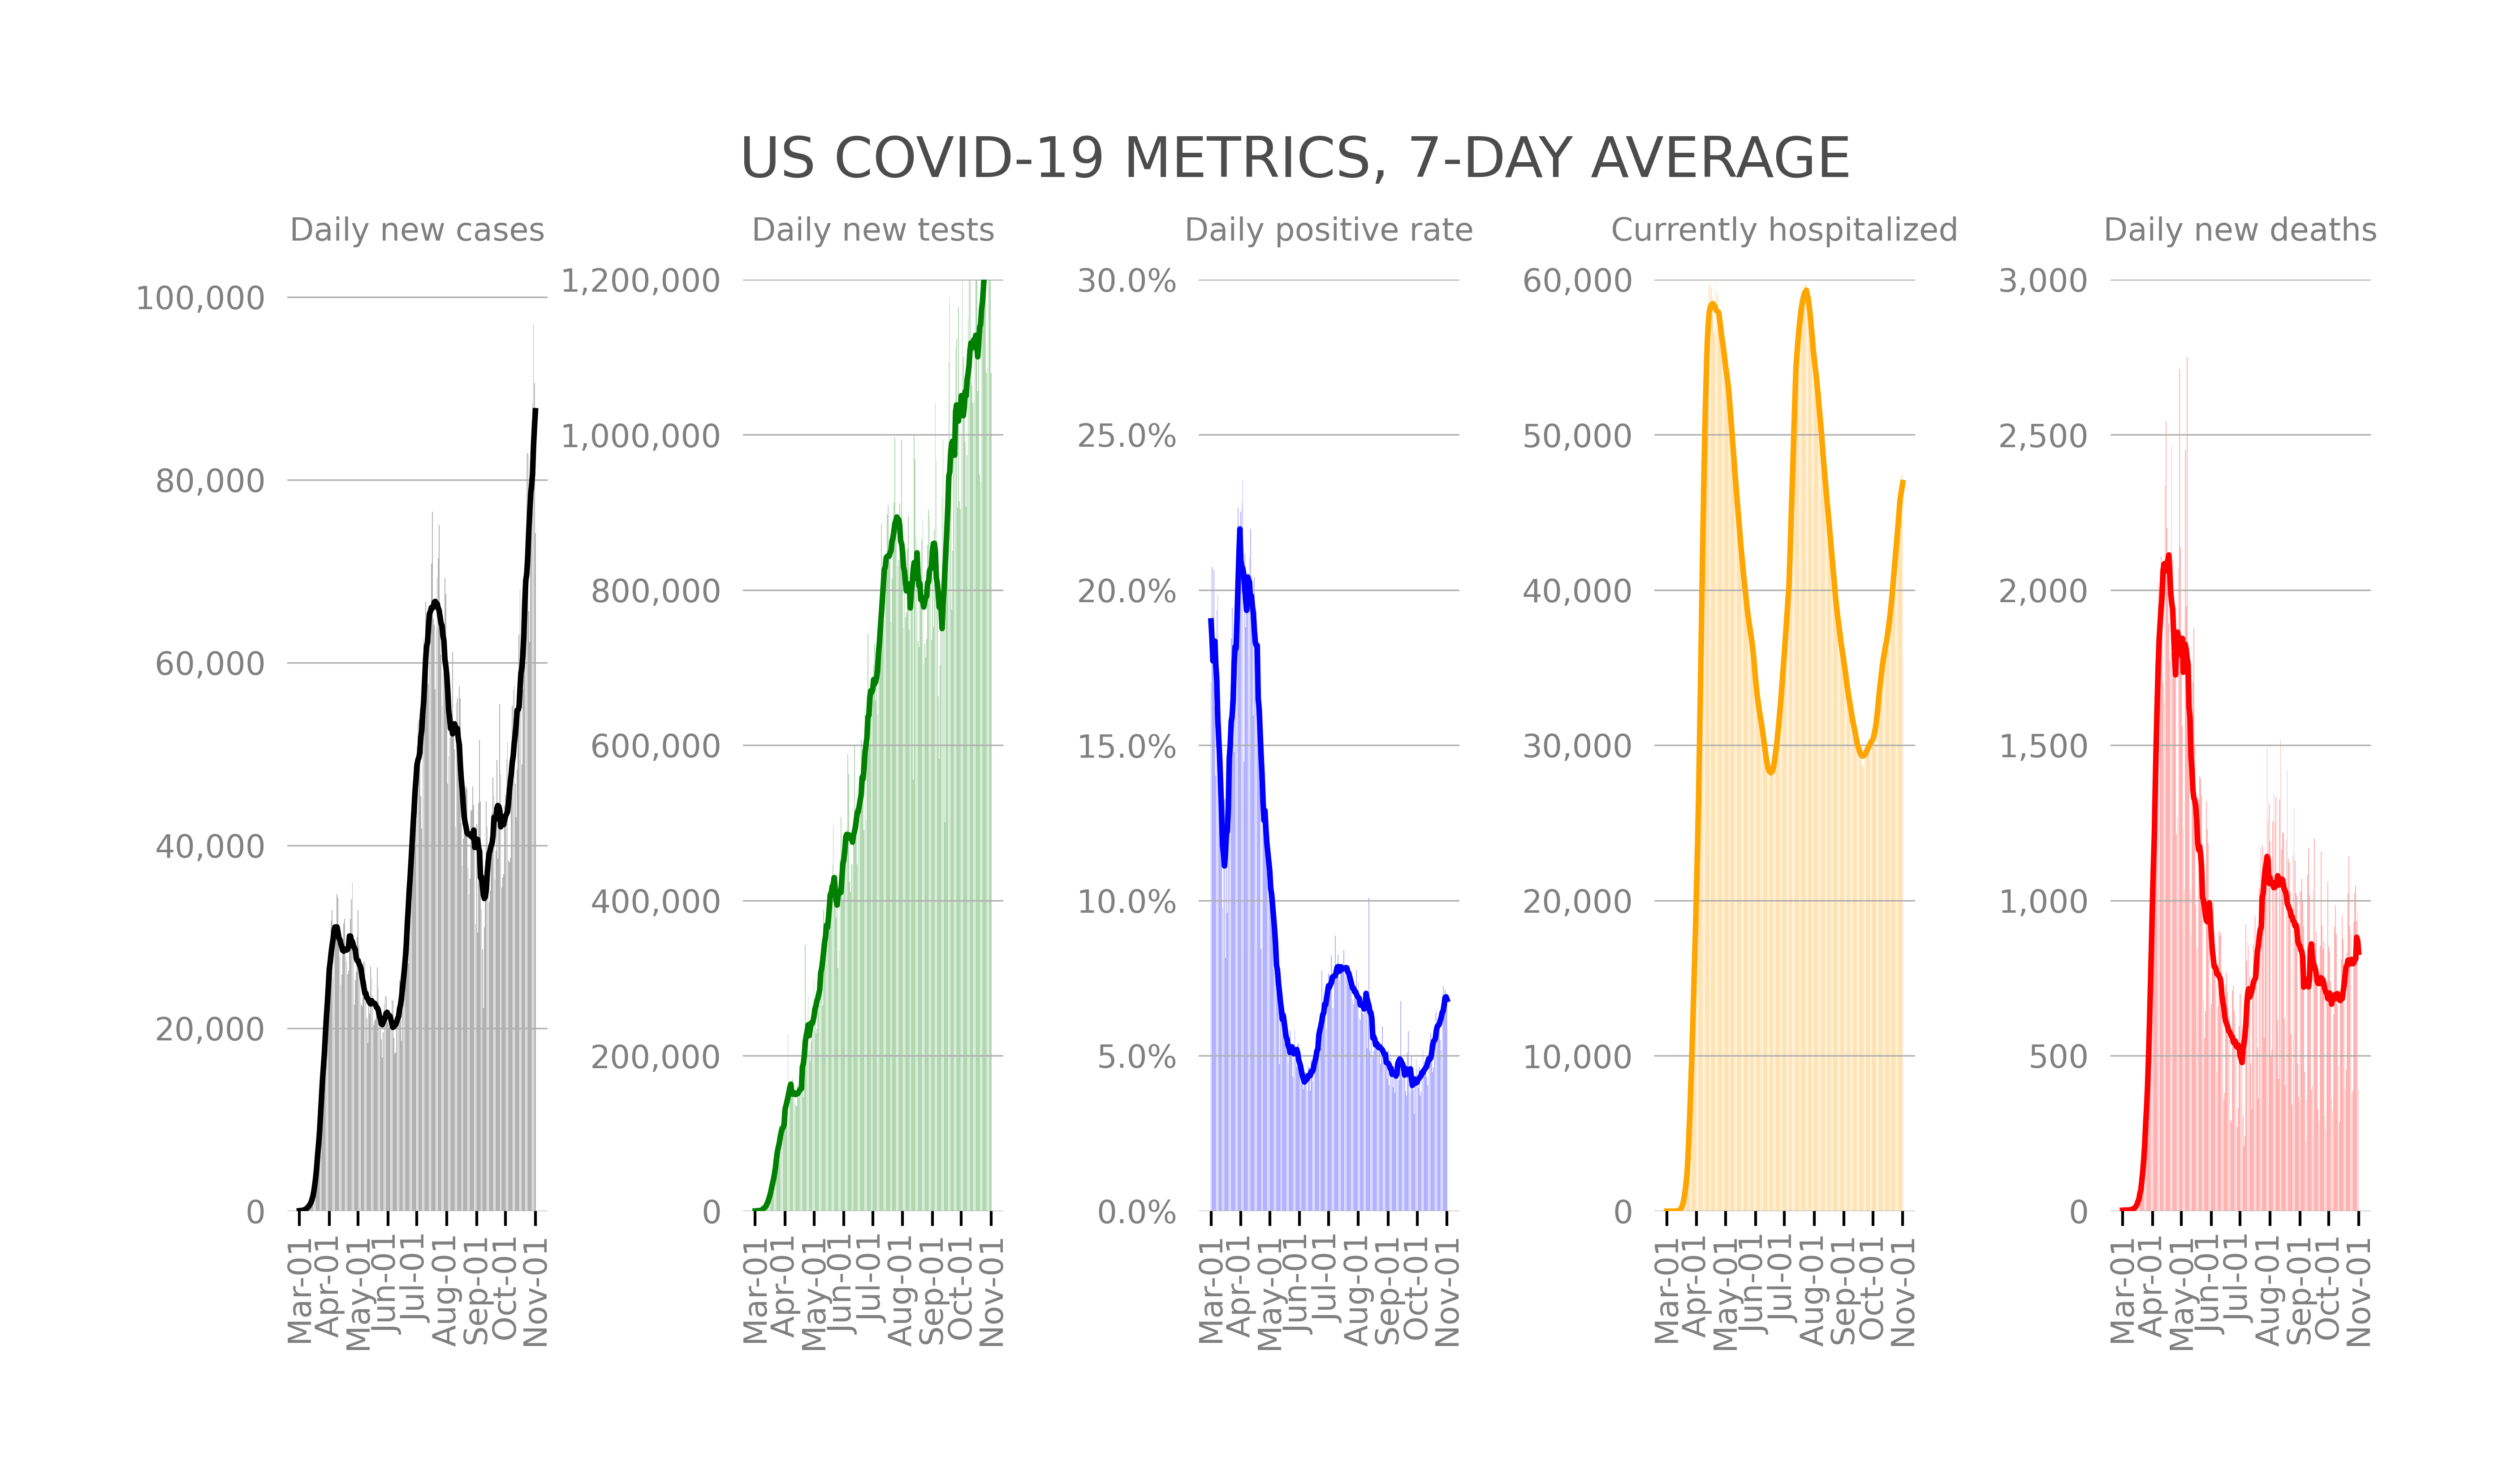 US COVID-19 METRICS, 7-DAY AVERAGE
Daily new cases
100,000
80,000
60,000
40,000
20,000
0
Mar-01
Apr-01
May-01
Jun-01
Jul-01
Aug-01
Sep-01
Oct-01
Nov-01
Daily new tests
1,200,000
1,000,000
800,000
600,000
400,000
200,000
0
Mar-01
Apr-01
May-01
Jun-01
Jul-01
Aug-01
Sep-01
Oct-01
Nov-01
Daily positive rate
30.0%
25.0%
20.0%
15.0%
10.0%
5.0%
0.0%
Mar-01
Apr-01
May-01
Jun-01
Jul-01
Aug-01
Sep-01
Oct-01
Nov-01
Currently hospitalized
60,000
50,000
40,000
30,000
20,000
10,000
0
Mar-01
Apr-01
May-01
Jun-01
Jul-01
Aug-01
Sep-01
Oct-01
Nov-01
Daily new deaths
3,000
2,500
2,000
1,500
1,000
500
0
Mar-01
Apr-01
May-01
Jun-01
Jul-01
Aug-01
Sep-01
Oct-01
Nov-01